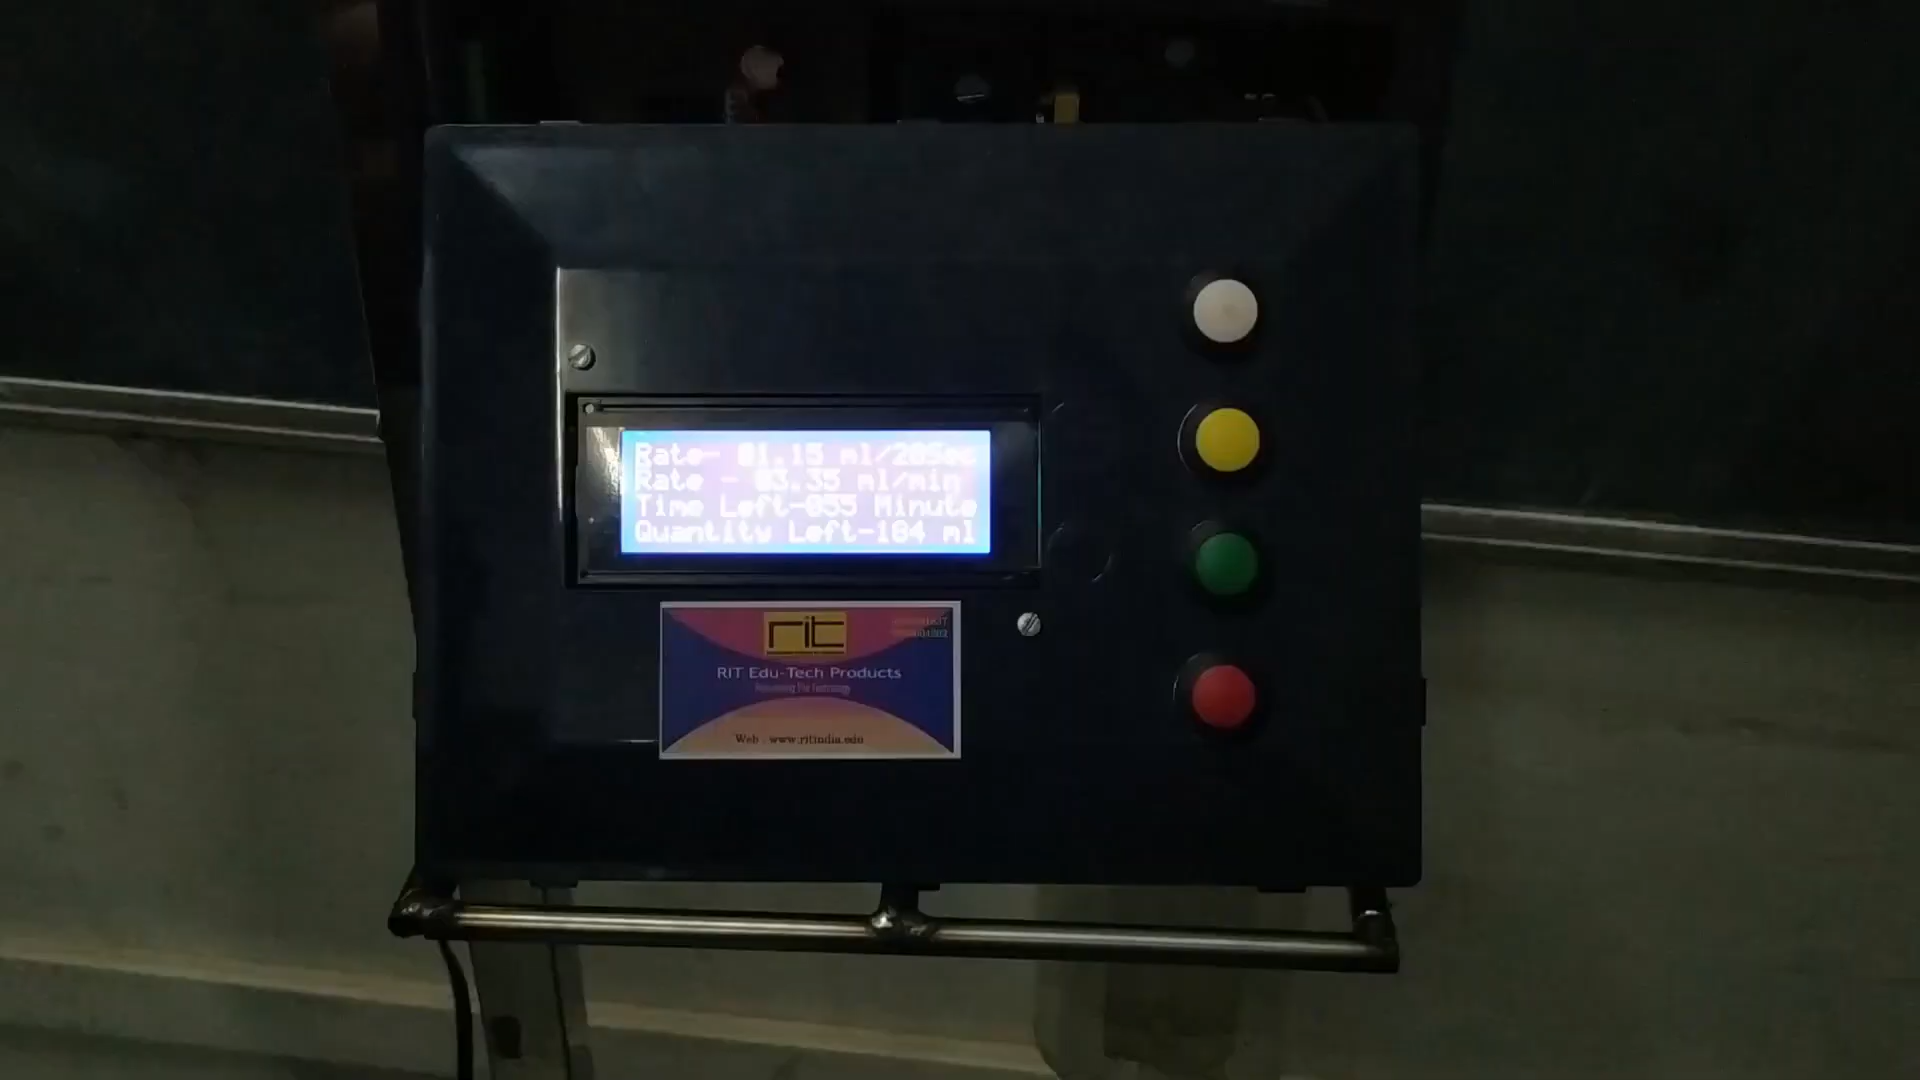 Rate- 01.15 ml/20Sec
Rate - 03.35 ml/min
Time Left-055 Minute
Quantity Left-184 ml
rit
RIT Edu-Tech Products
Web : www.ritindia.edu